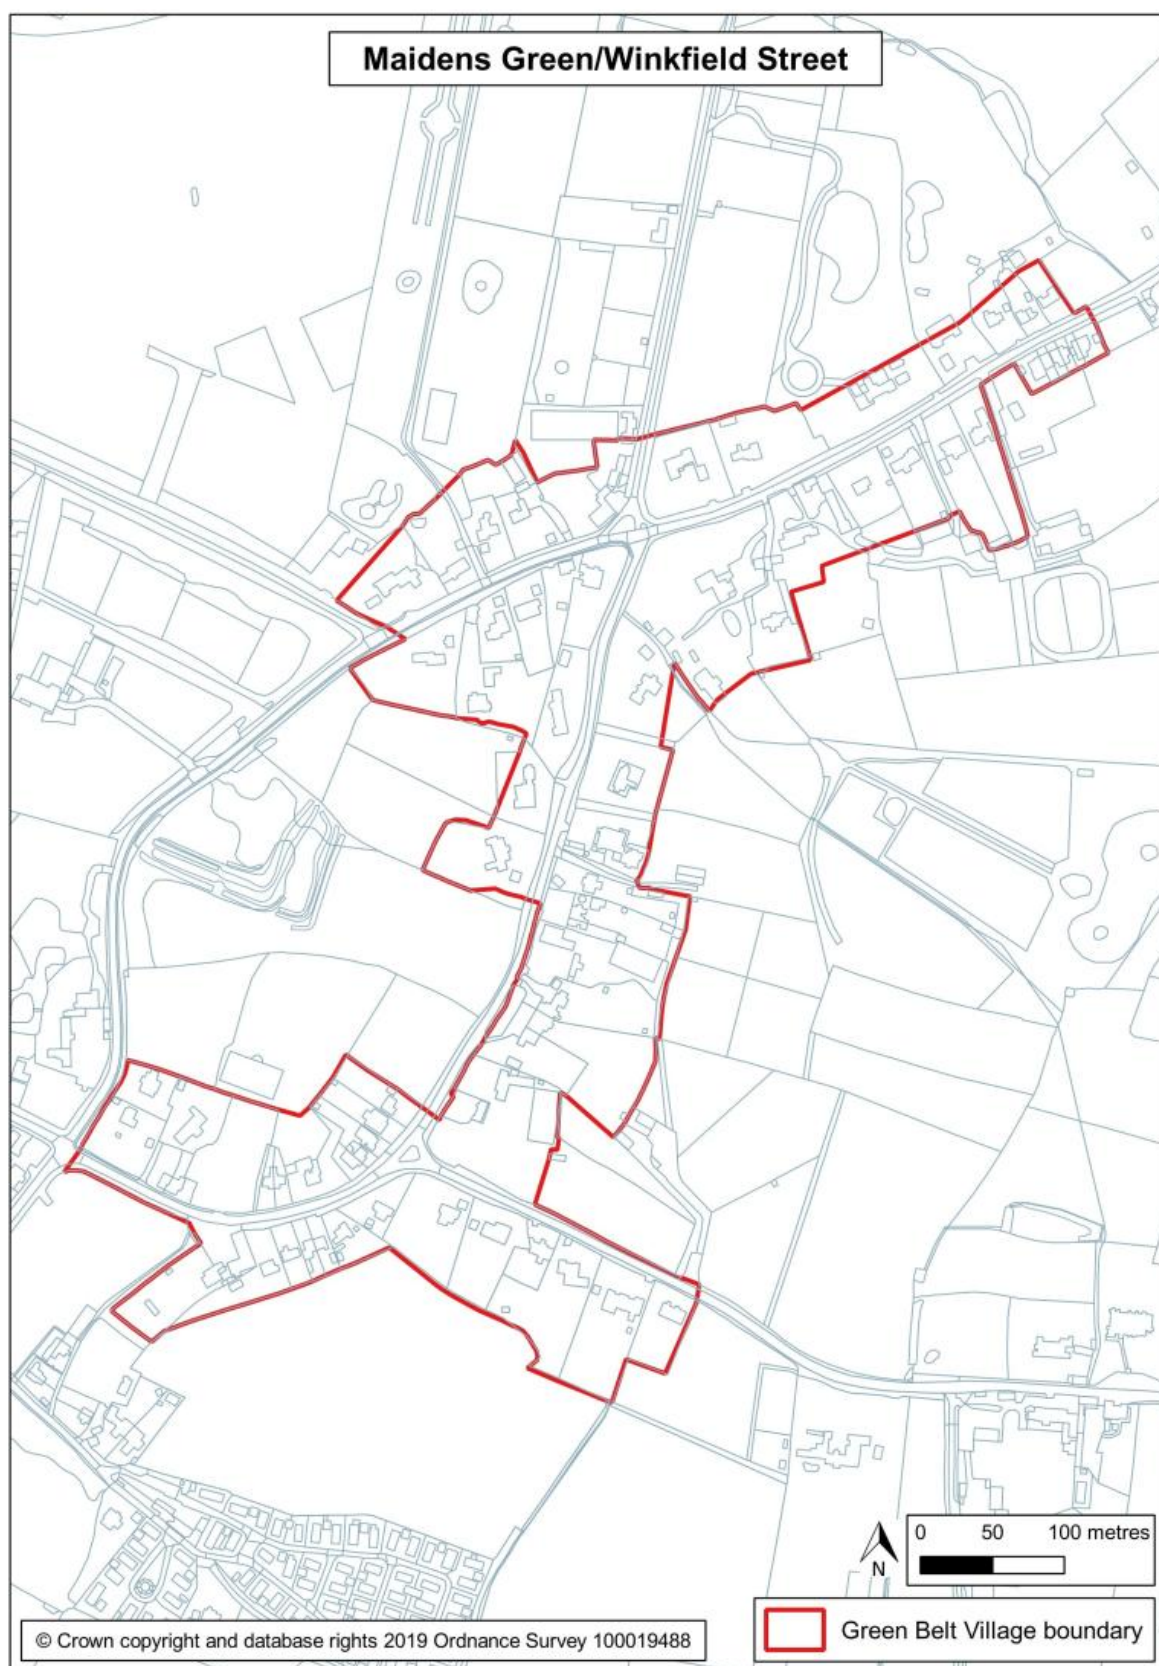 Maidens Green/Winkfield Street
0 50 100 metres
N
Green Belt Village boundary
© Crown copyright and database rights 2019 Ordnance Survey 100019488